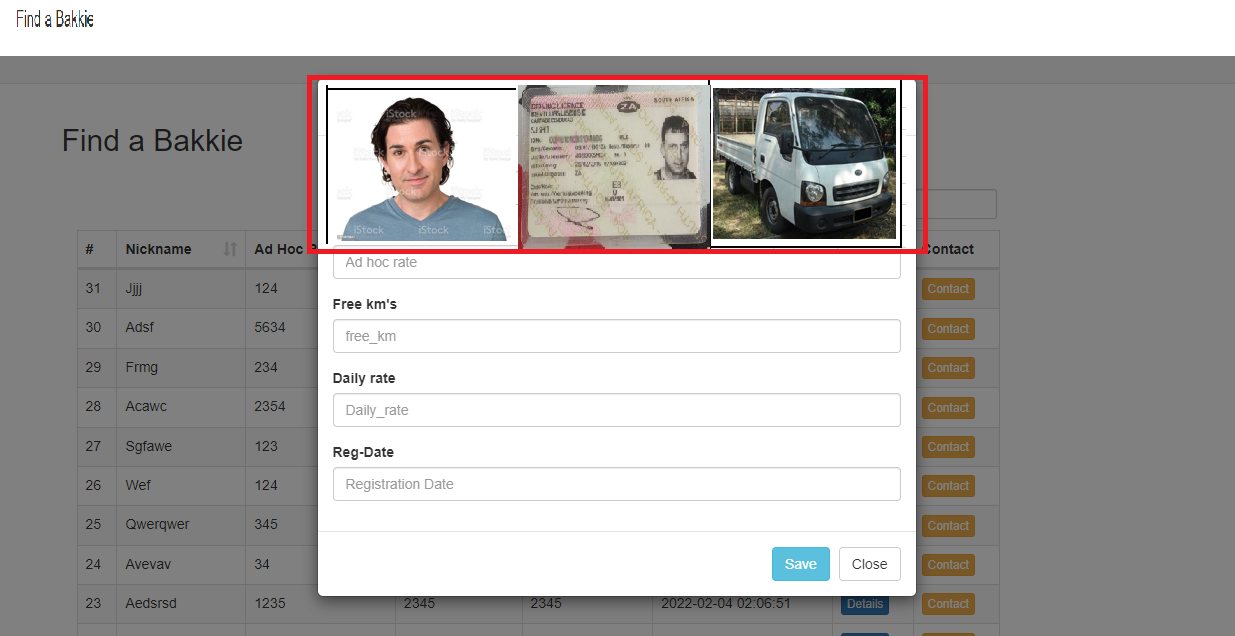 Find a Bakkie
Find a Bakkie
iStock
iStock
iStock
ZA
SOUTH AFRICA
# Nickname Ad Hoc Contact
Ad hoc rate
31 Jjjj 124 Contact
Free km's
30 Adsf 5634 free_km Contact
29 Frmg 234 Contact
Daily rate
28 Acawc 2354 Daily_rate Contact
27 Sgfawe 123 Contact
Reg-Date
26 Wef 124 Registration Date Contact
25 Qwerqwer 345 Contact
24 Avevav 34 Save Close Contact
23 Aedsrsd 1235 2345 2345 2022-02-04 02:06:51 Details Contact